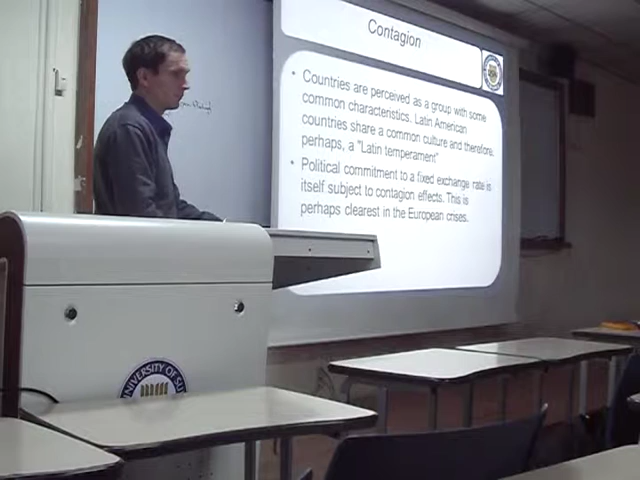 Contagion
• Countries are perceived as a group with some
common characteristics. Latin American
countries share a common culture and therefore,
perhaps, a "Latin temperament"
• Political commitment to a fixed exchange rate is
itself subject to contagion effects. This is
perhaps clearest in the European crises.
UNIVERSITY OF SU